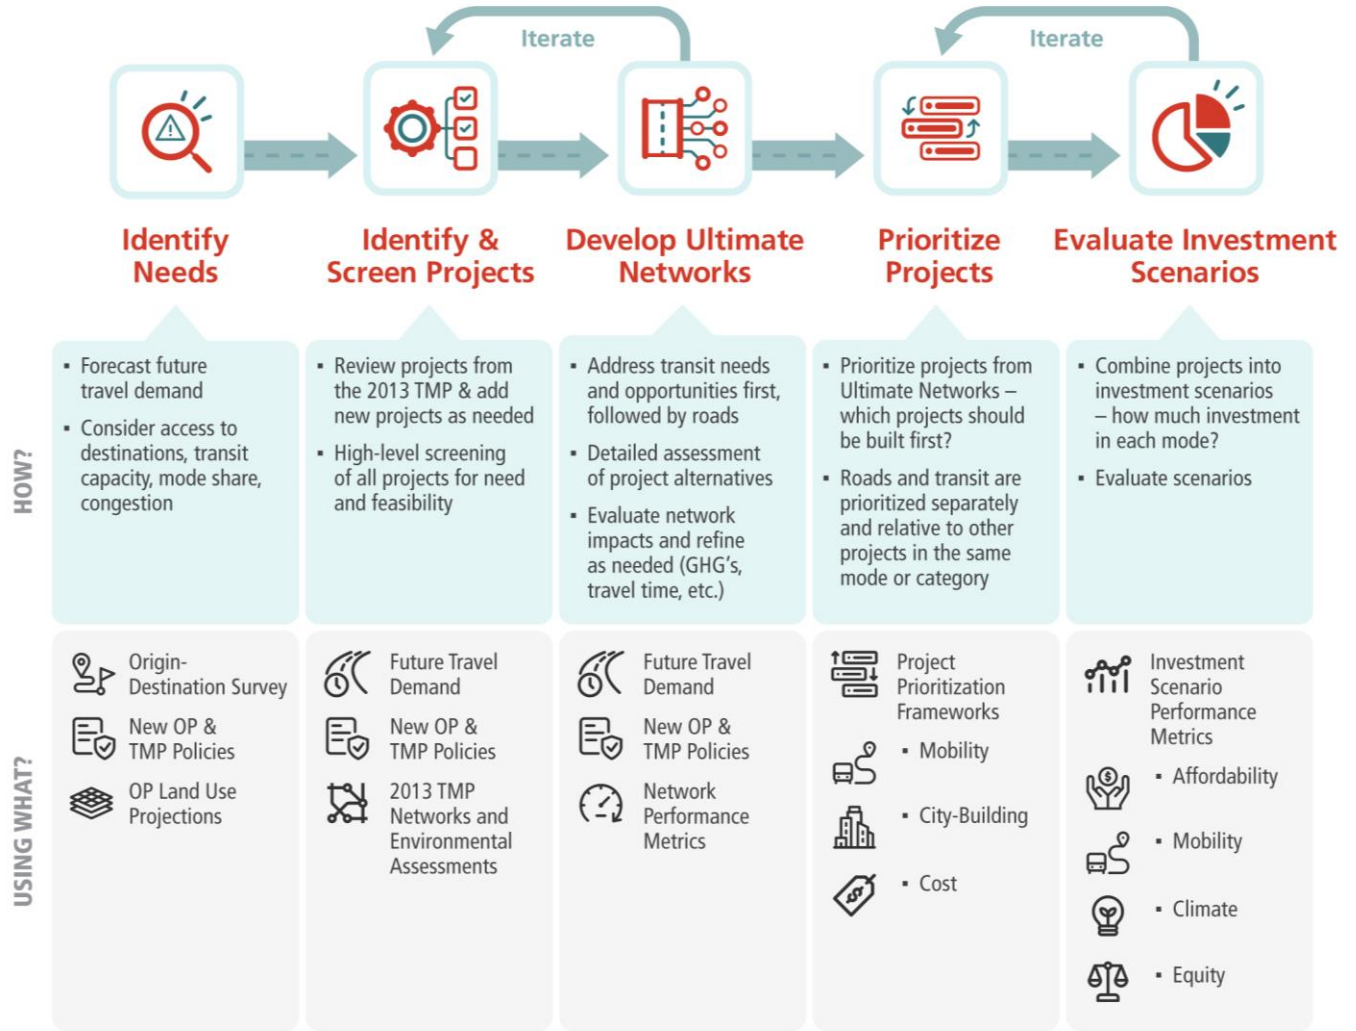 Iterate
Iterate
Identify
Needs
Identify &
Screen Projects
Develop Ultimate
Networks
Prioritize
Projects
Evaluate Investment
Scenarios
HOW?
▪ Forecast future
travel demand
▪ Consider access to
destinations, transit
capacity, mode share,
congestion
▪ Review projects from
the 2013 TMP & add
new projects as needed
▪ High-level screening
of all projects for need
and feasibility
▪ Address transit needs
and opportunities first,
followed by roads
▪ Detailed assessment
of project alternatives
▪ Evaluate network
impacts and refine
as needed (GHG's,
travel time, etc.)
▪ Prioritize projects from
Ultimate Networks –
which projects should
be built first?
▪ Roads and transit are
prioritized separately
and relative to other
projects in the same
mode or category
▪ Combine projects into
investment scenarios
– how much investment
in each mode?
▪ Evaluate scenarios
USING WHAT?
Origin-
Destination Survey
New OP &
TMP Policies
OP Land Use
Projections
Future Travel
Demand
New OP &
TMP Policies
2013 TMP
Networks and
Environmental
Assessments
Future Travel
Demand
New OP &
TMP Policies
Network
Performance
Metrics
Project
Prioritization
Frameworks
▪ Mobility
▪ City-Building
▪ Cost
Investment
Scenario
Performance
Metrics
▪ Affordability
▪ Mobility
▪ Climate
▪ Equity